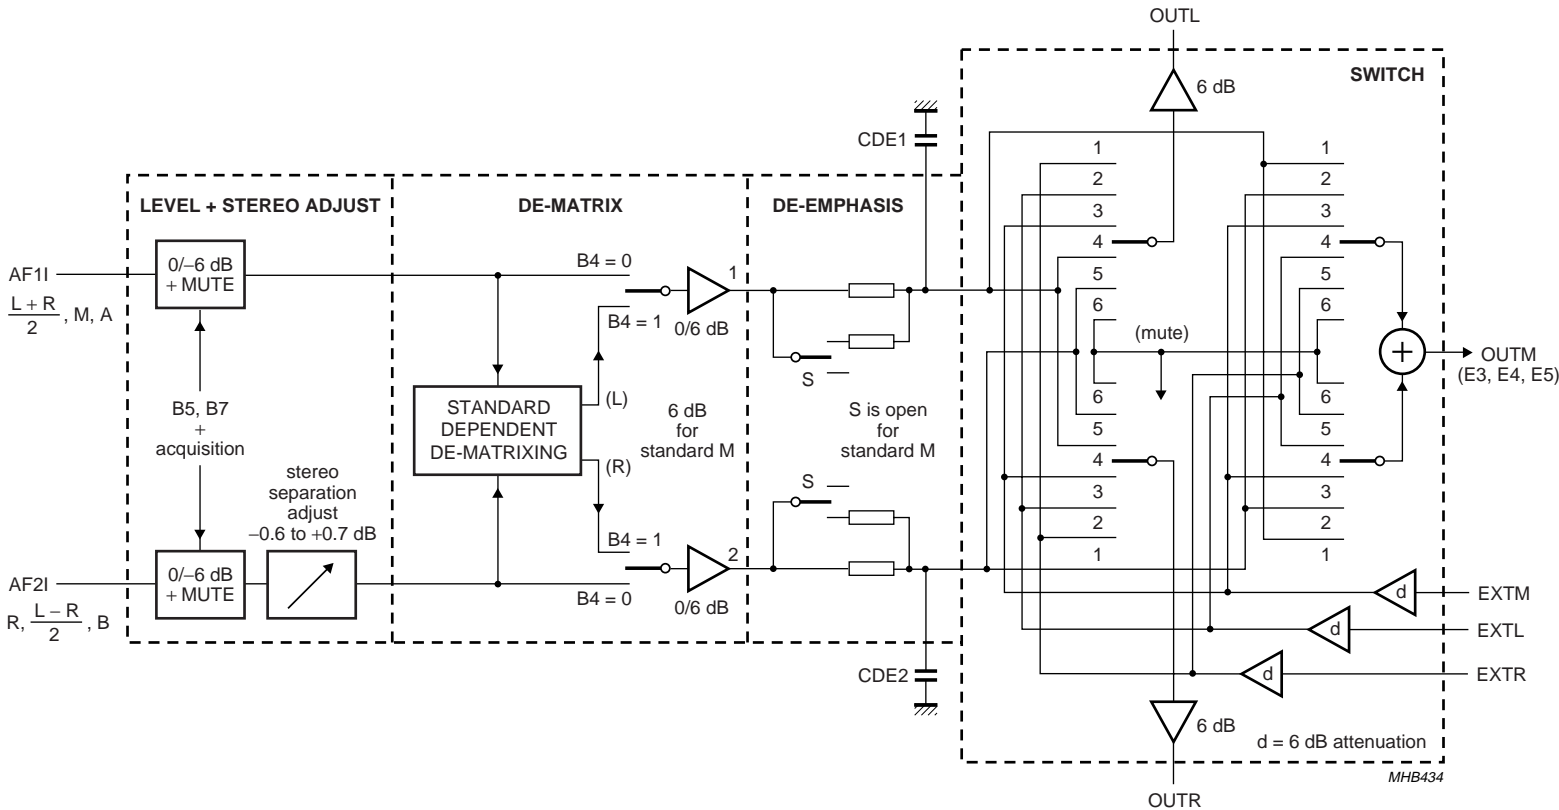 OUTL
SWITCH
6 dB
CDE1
1
2
3
4
5
6
1
2
3
4
5
6
LEVEL + STEREO ADJUST
DE-MATRIX
DE-EMPHASIS
AF1I
L + R
2
, M, A
0/−6 dB
+ MUTE
B4 = 0
B4 = 1
1
0/6 dB
S
(mute)
+
OUTM
(E3, E4, E5)
B5, B7
+
acquisition
STANDARD
DEPENDENT
DE-MATRIXING
(L)
(R)
6 dB
for
standard M
S is open
for
standard M
stereo
separation
adjust
−0.6 to +0.7 dB
S
6
5
4
3
2
1
6
5
4
3
2
1
AF2I
R,
L − R
2
, B
0/−6 dB
+ MUTE
B4 = 1
B4 = 0
2
0/6 dB
d
EXTM
d
EXTL
d
EXTR
CDE2
6 dB
d = 6 dB attenuation
MHB434
OUTR